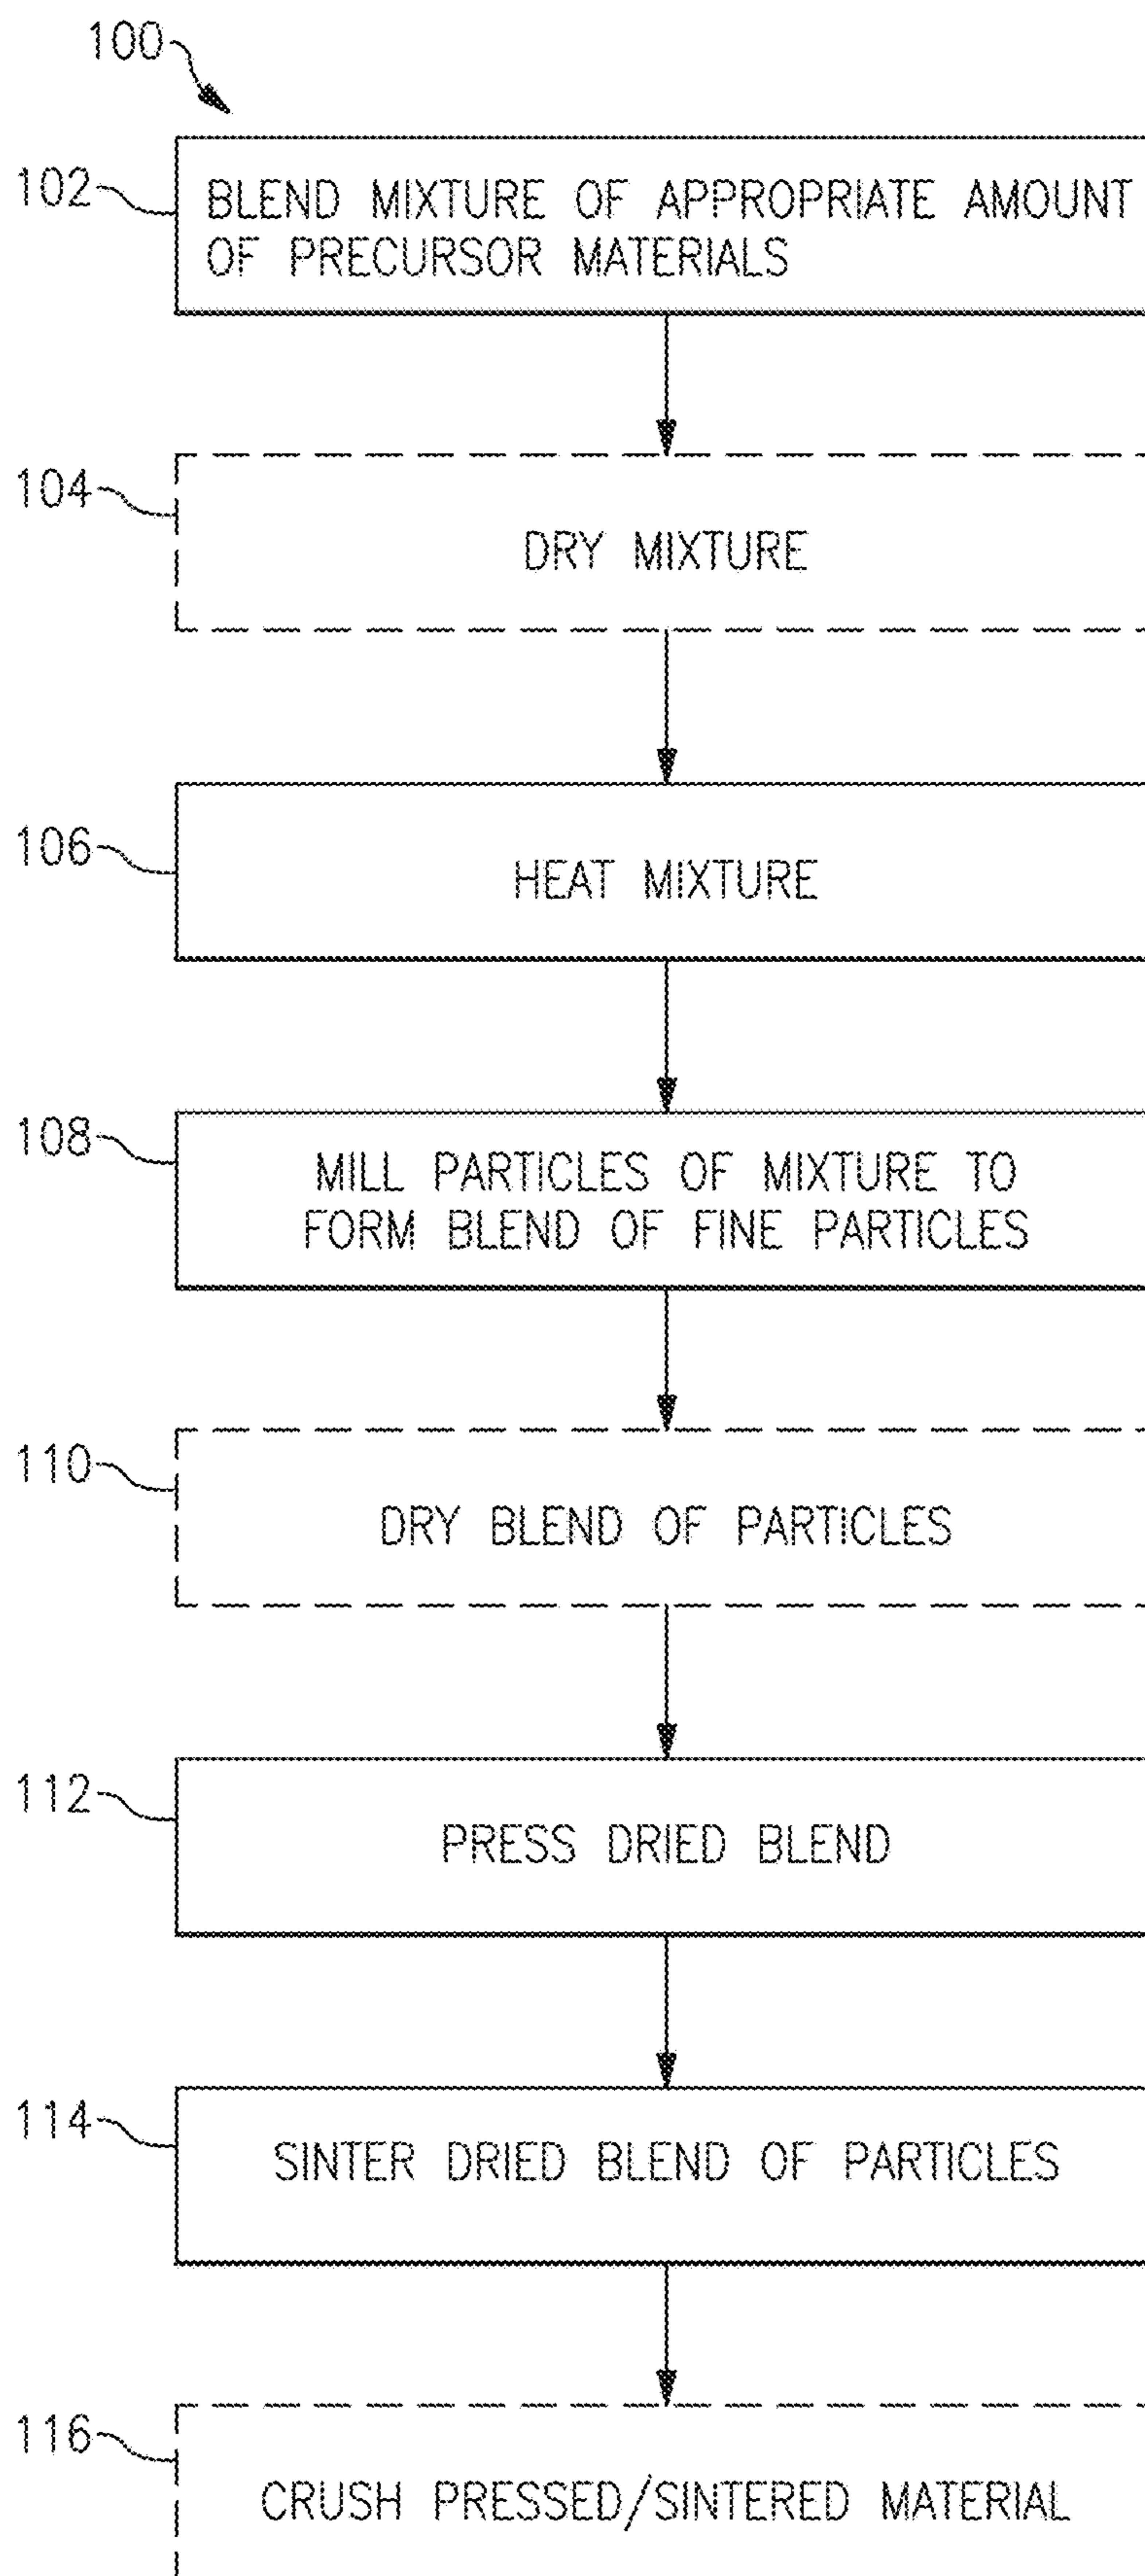 100
102
BLEND MIXTURE OF APPROPRIATE AMOUNT
OF PRECURSOR MATERIALS
104
DRY MIXTURE
106
HEAT MIXTURE
108
MILL PARTICLES OF MIXTURE TO
FORM BLEND OF FINE PARTICLES
110
DRY BLEND OF PARTICLES
112
PRESS DRIED BLEND
114
SINTER DRIED BLEND OF PARTICLES
116
CRUSH PRESSED/SINTERED MATERIAL